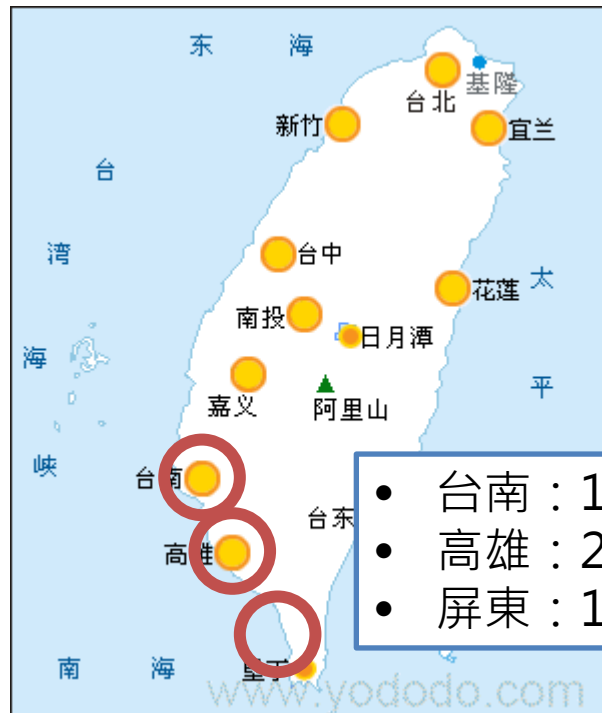 东 海
基隆
台北
新竹
宜兰
台
湾
台中
太
花莲
南投
日月潭
海
平
嘉义
阿里山
峡
台南
• 台南：1
台东
• 高雄：2
高雄
• 屏東：1
南 海
垦丁
www.yododo.com